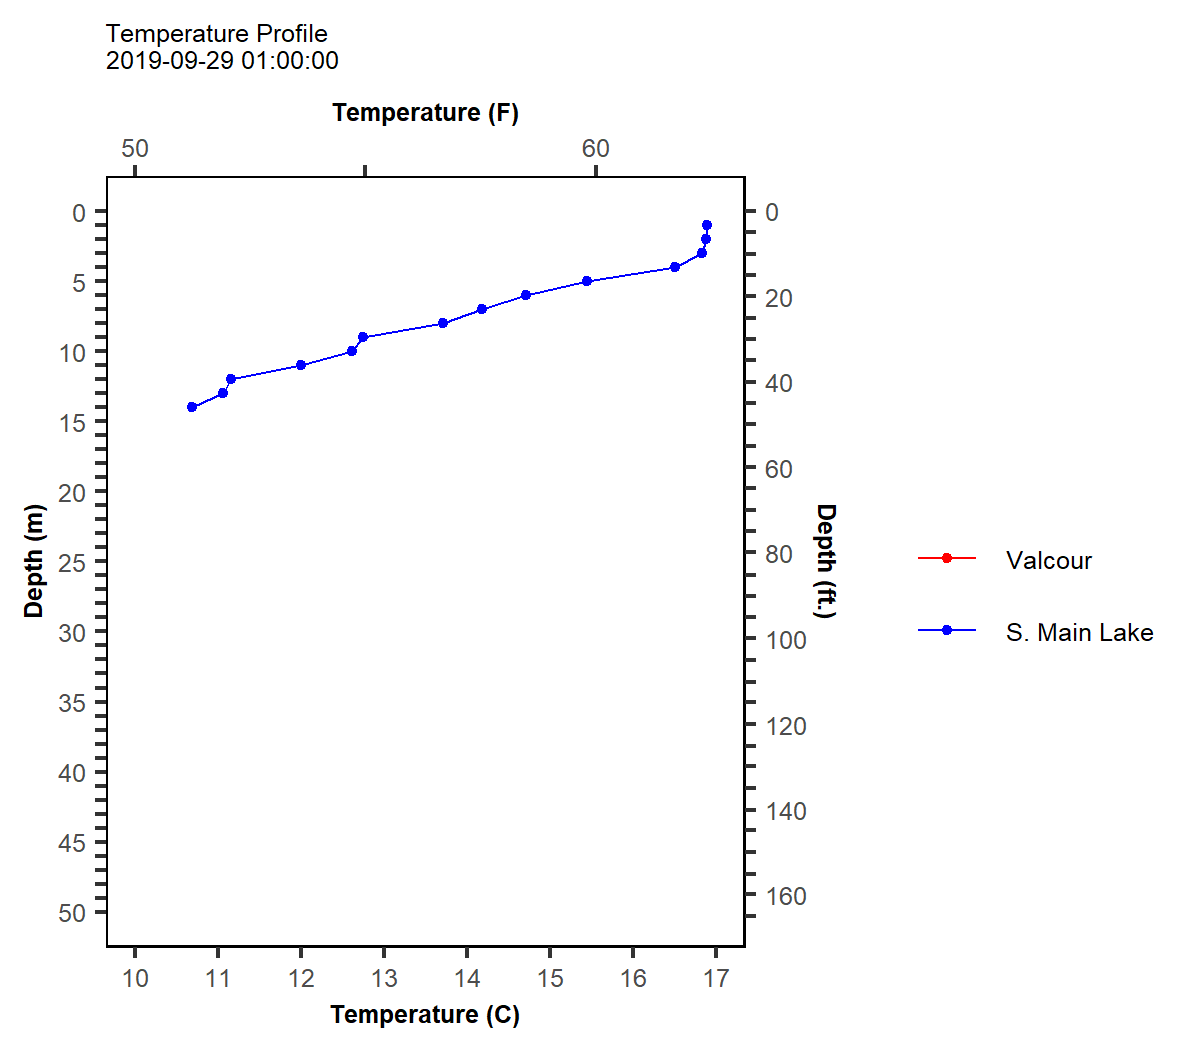 Temperature Profile
2019-09-29 01:00:00
Temperature (F)
50 60
0 0
5
20
10
40
15
60
20
Depth (m)
Depth (ft.)
80
25
Valcour
30
100
S. Main Lake
35
120
40
140
45
160
50
10 11 12 13 14 15 16 17
Temperature (C)